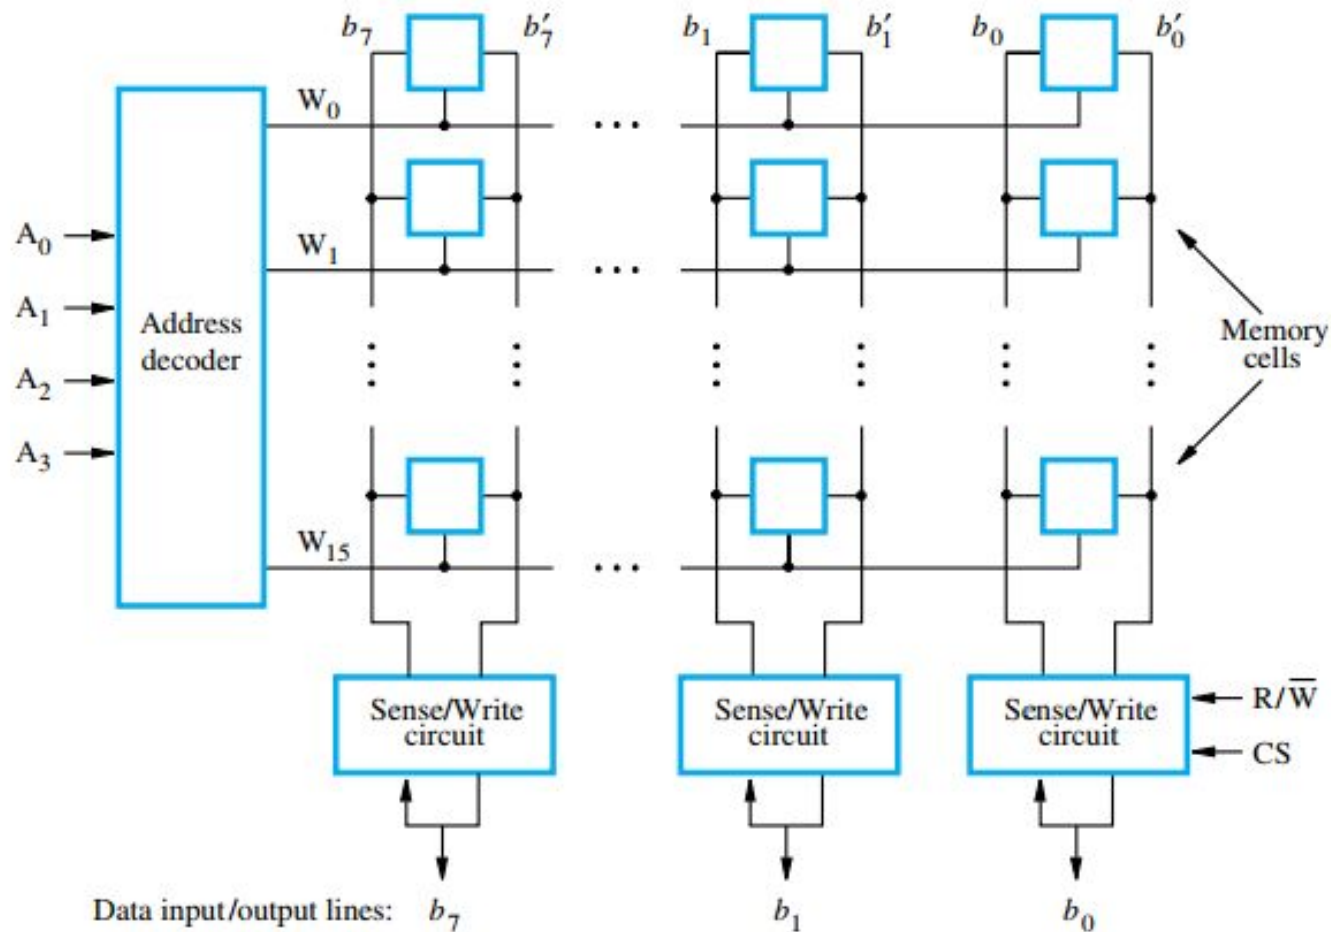 b₇ b′₇ b₁ b′₁ b₀ b′₀
W₀ • • •
A₀
W₁ • • •
A₁
Address
decoder
Memory
cells
A₂
A₃
W₁₅ • • •
Sense/Write
circuit
Sense/Write
circuit
Sense/Write
circuit
R/W̅
CS
Data input/output lines: b₇ b₁ b₀